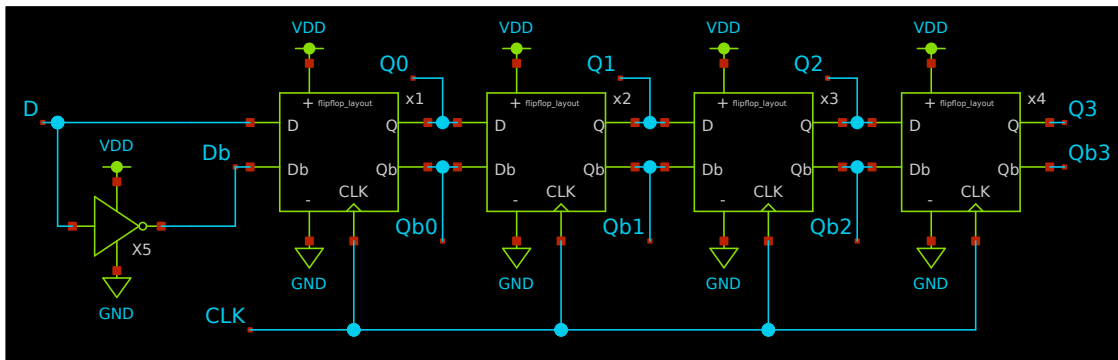 VDD
VDD
VDD
VDD
Q0
Q1
Q2
+ flipflop_layout
x1
+ flipflop_layout
x2
+ flipflop_layout
x3
+ flipflop_layout
x4
D
D
Q
D
Q
D
Q
D
Q
Q3
VDD
Db
Db
Qb
Db
Qb
Db
Qb
Db
Qb
Qb3
CLK
CLK
CLK
CLK
-
-
-
-
X5
Qb0
Qb1
Qb2
GND
GND
GND
GND
GND
CLK